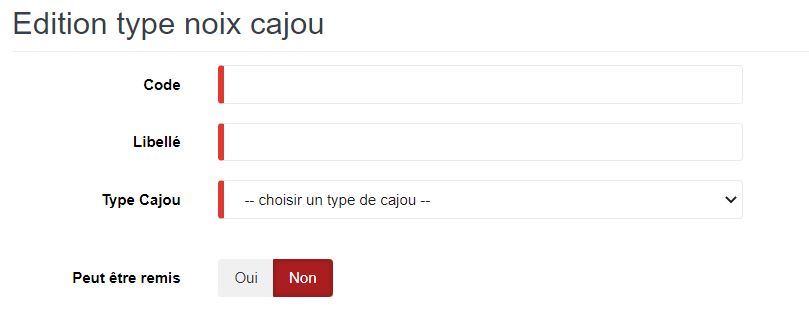 Edition type noix cajou
Code
Libellé
Type Cajou -- choisir un type de cajou --
Peut être remis Oui Non